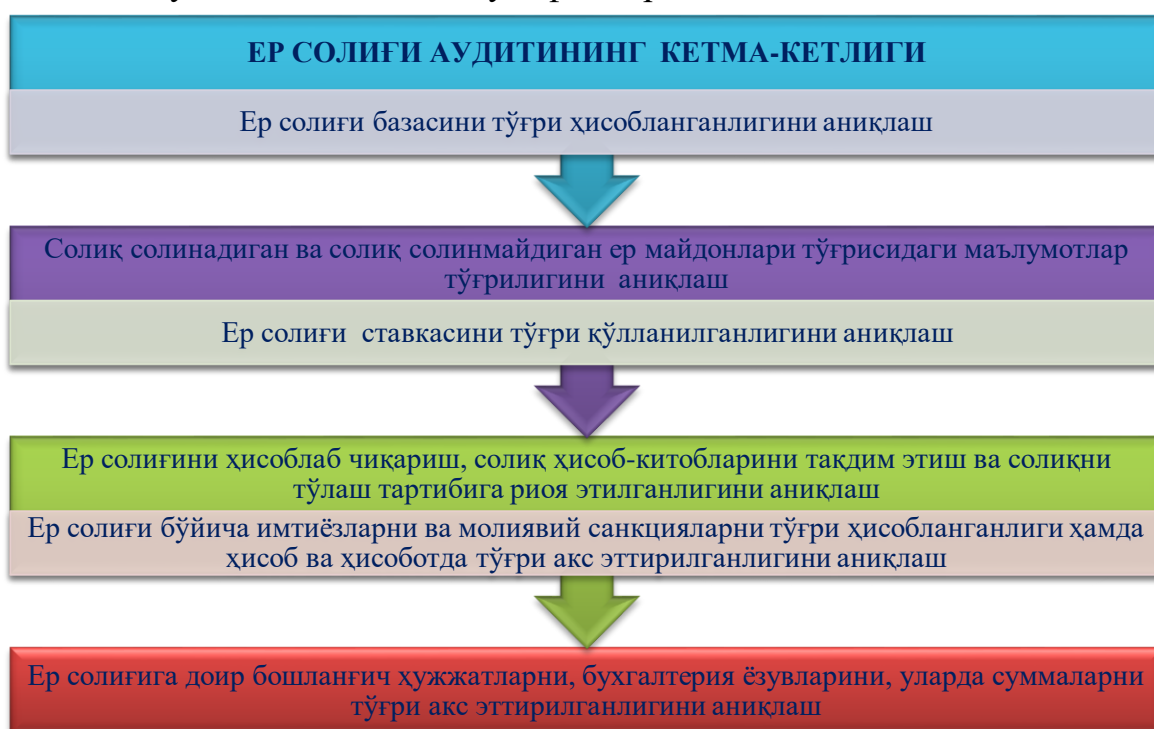 ЕР СОЛИҒИ АУДИТИНИНГ КЕТМА-КЕТЛИГИ
Ер солиғи базасини тўғри ҳисобланганлигини аниқлаш
Солиқ солинадиган ва солиқ солинмайдиган ер майдонлари тўғрисидаги маълумотлар
тўғрилигини аниқлаш
Ер солиғи ставкасини тўғри қўлланилганлигини аниқлаш
Ер солиғини ҳисоблаб чиқариш, солиқ ҳисоб-китобларини тақдим этиш ва солиқни
тўлаш тартибига риоя этилганлигини аниқлаш
Ер солиғи бўйича имтиёзларни ва молиявий санкцияларни тўғри ҳисобланганлиги ҳамда
ҳисоб ва ҳисоботда тўғри акс эттирилганлигини аниқлаш
Ер солиғига доир бошланғич ҳужжатларни, бухгалтерия ёзувларини, уларда суммаларни
тўғри акс эттирилганлигини аниқлаш